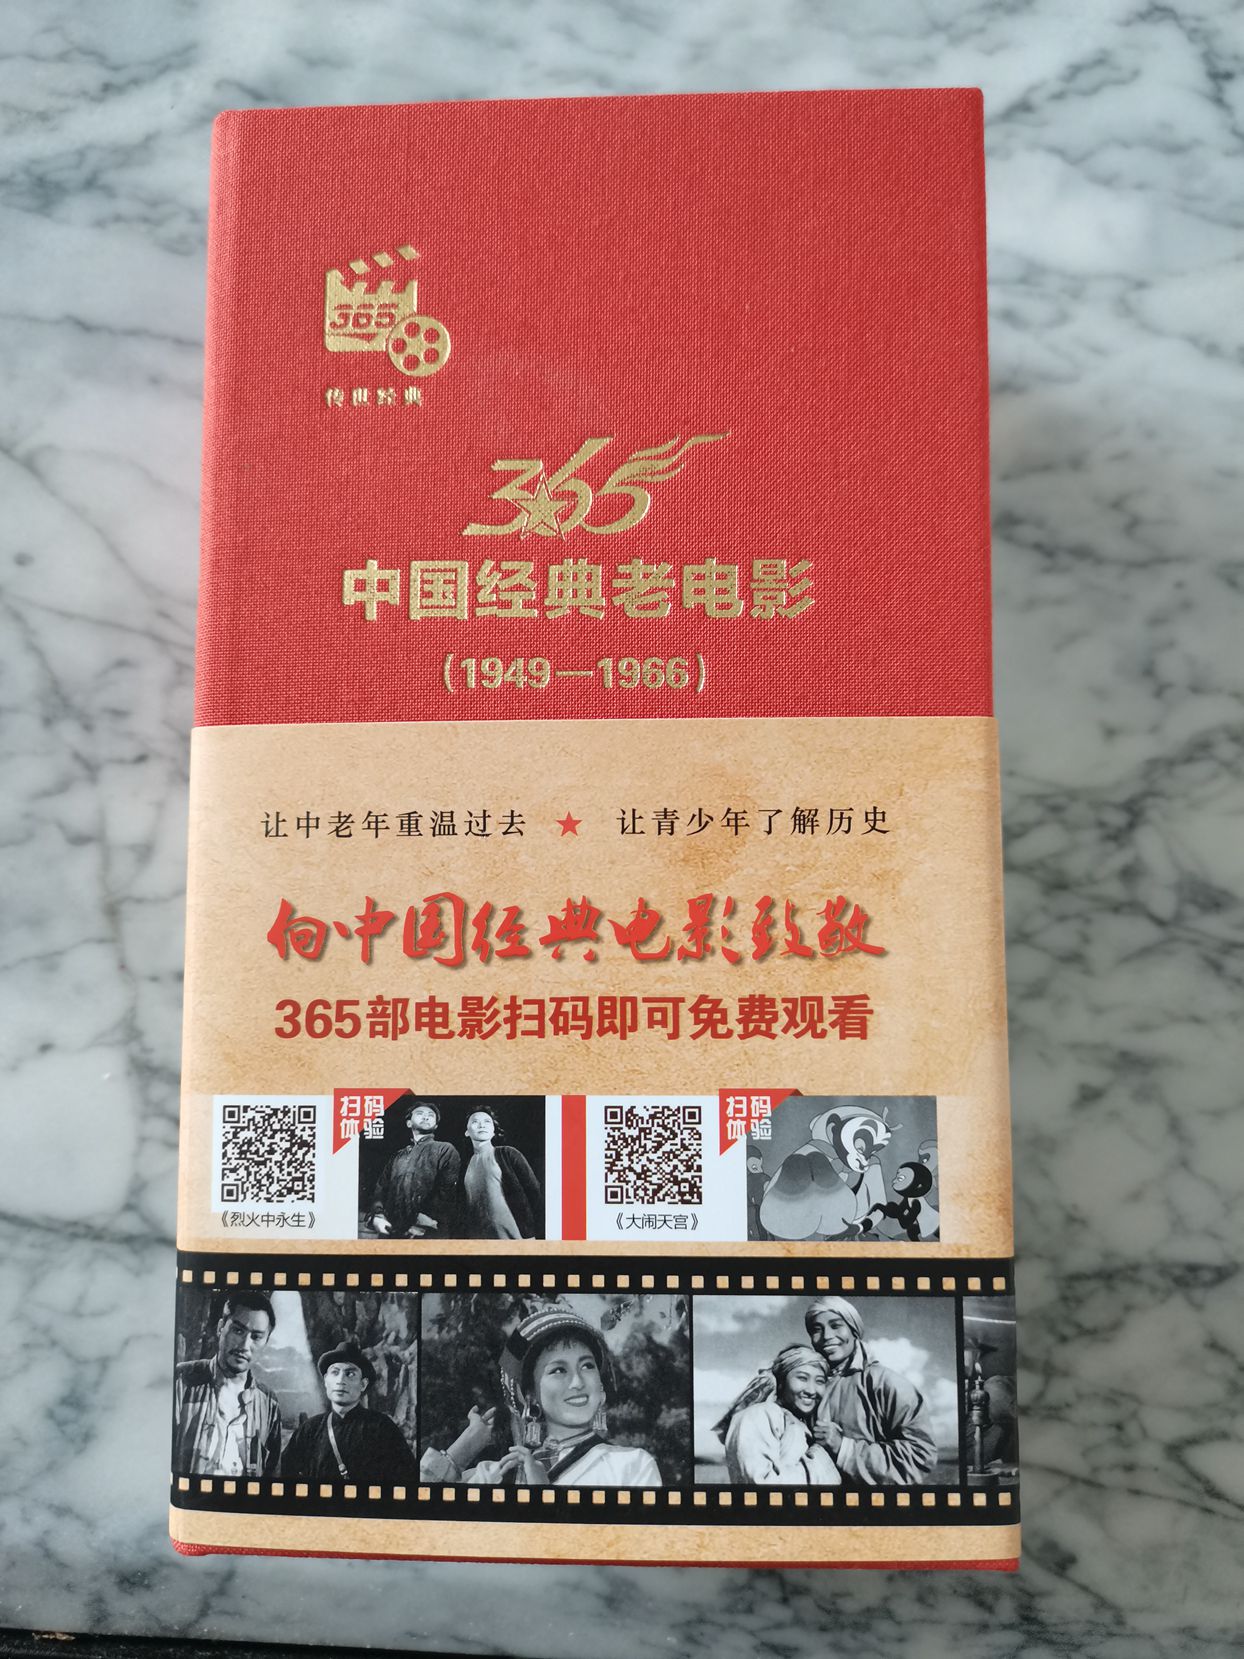 365
传世经典
365
中国经典老电影
(1949—1966)
让中老年重温过去 ★ 让青少年了解历史
向中国经典电影致敬
365部电影扫码即可免费观看
扫码
体验
《烈火中永生》
扫码
体验
《大闹天宫》